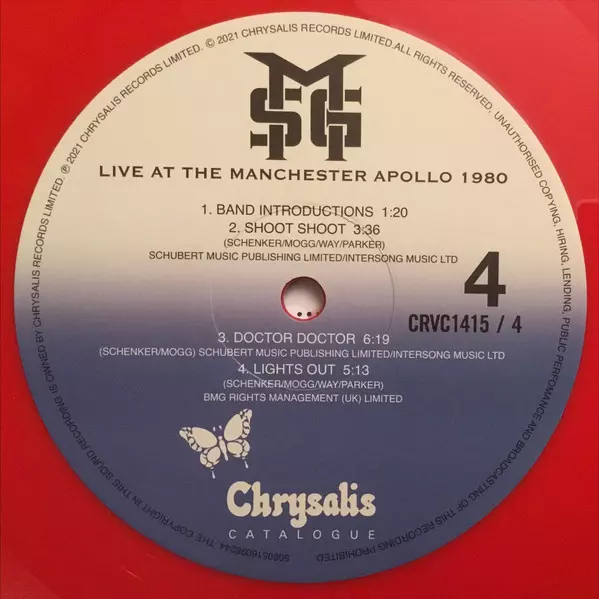 ℗ 2021 CHRYSALIS RECORDS LIMITED. © 2021 CHRYSALIS RECORDS LIMITED.ALL RIGHTS RESERVED. UNAUTHORISED COPYING, HIRING, LENDING, PUBLIC PERFOMANCE AND BROADCASTING OF THIS RECORDING PROHIBITED
MSG
LIVE AT THE MANCHESTER APOLLO 1980
1. BAND INTRODUCTIONS 1:20
2. SHOOT SHOOT 3:36
(SCHENKER/MOGG/WAY/PARKER)
SCHUBERT MUSIC PUBLISHING LIMITED/INTERSONG MUSIC LTD
4
CRVC1415 / 4
3. DOCTOR DOCTOR 6:19
(SCHENKER/MOGG) SCHUBERT MUSIC PUBLISHING LIMITED/INTERSONG MUSIC LTD
4. LIGHTS OUT 5:13
(SCHENKER/MOGG/WAY/PARKER)
BMG RIGHTS MANAGEMENT (UK) LIMITED
Chrysalis
CATALOGUE
THE COPYRIGHT IN THIS SOUND RECORDING IS OWNED BY CHRYSALIS RECORDS LIMITED.